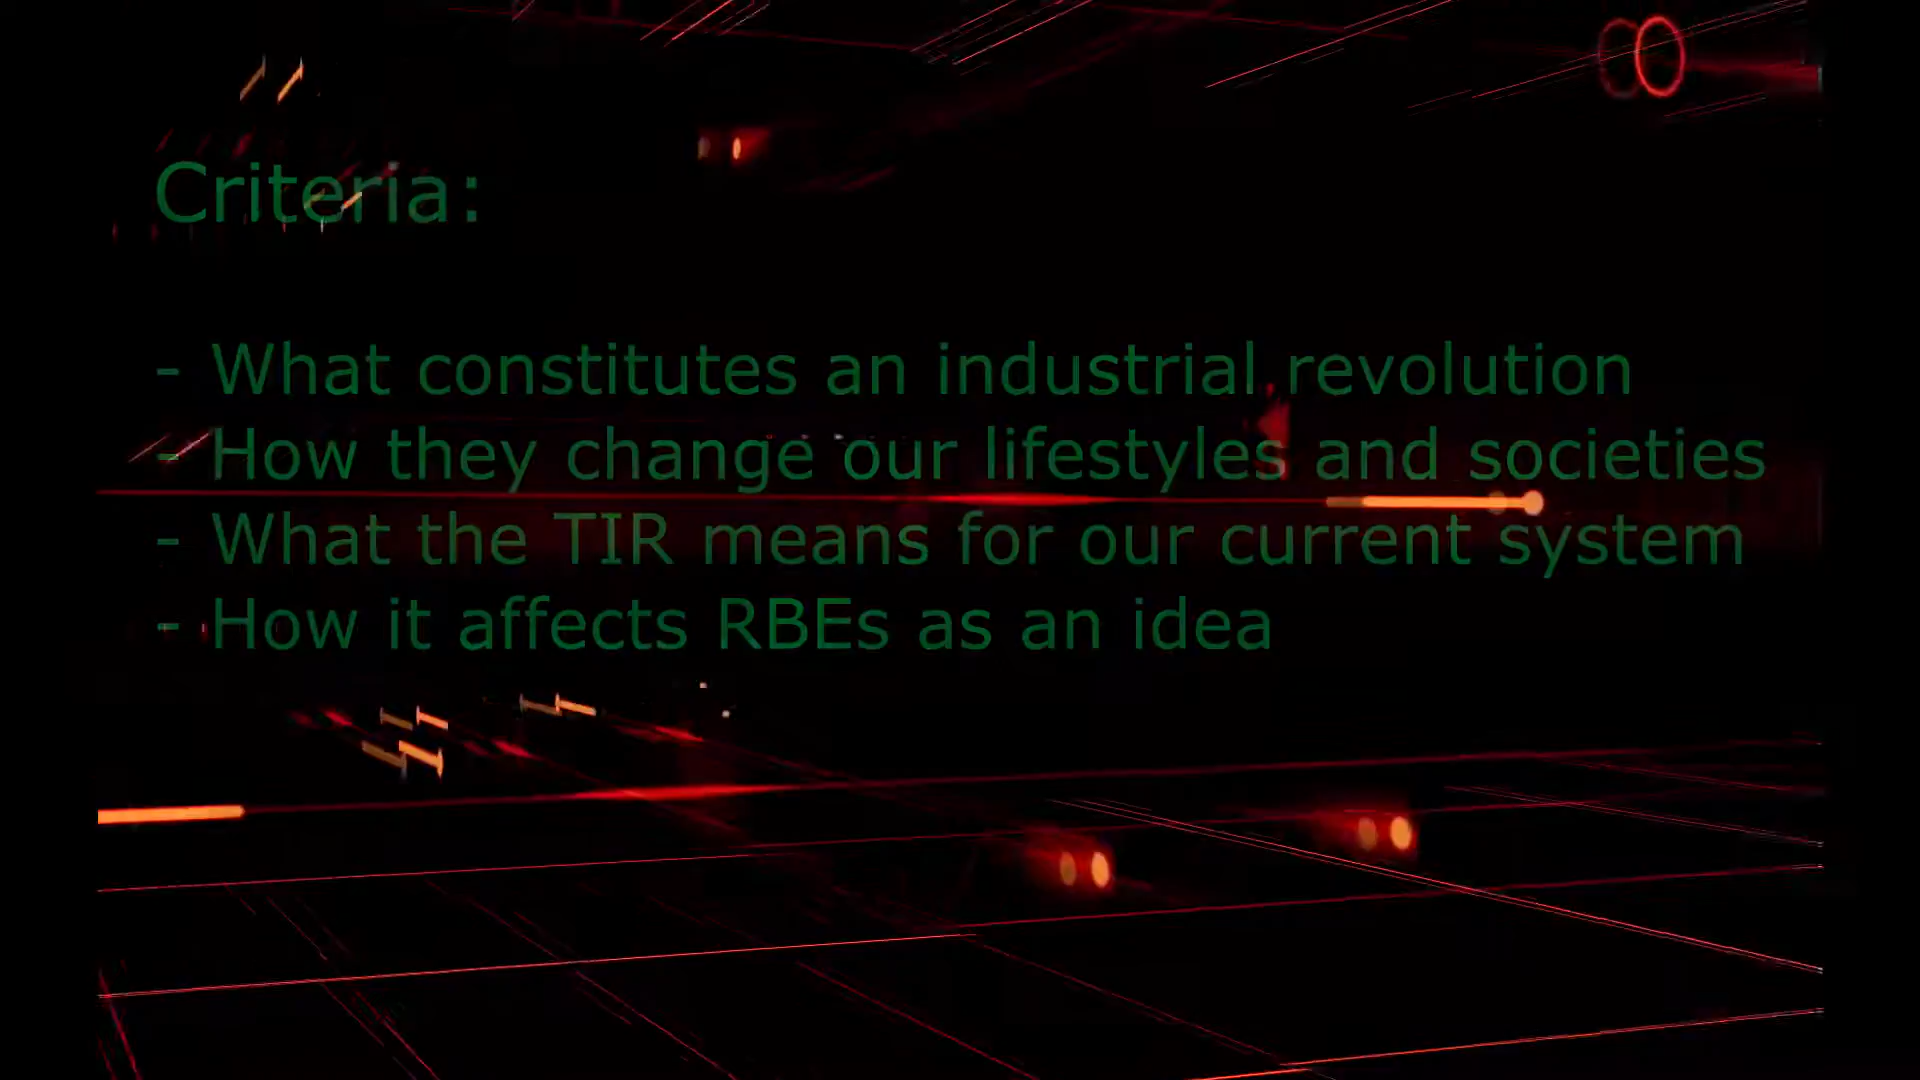 Criteria:
- What constitutes an industrial revolution
- How they change our lifestyles and societies
- What the TIR means for our current system
- How it affects RBEs as an idea